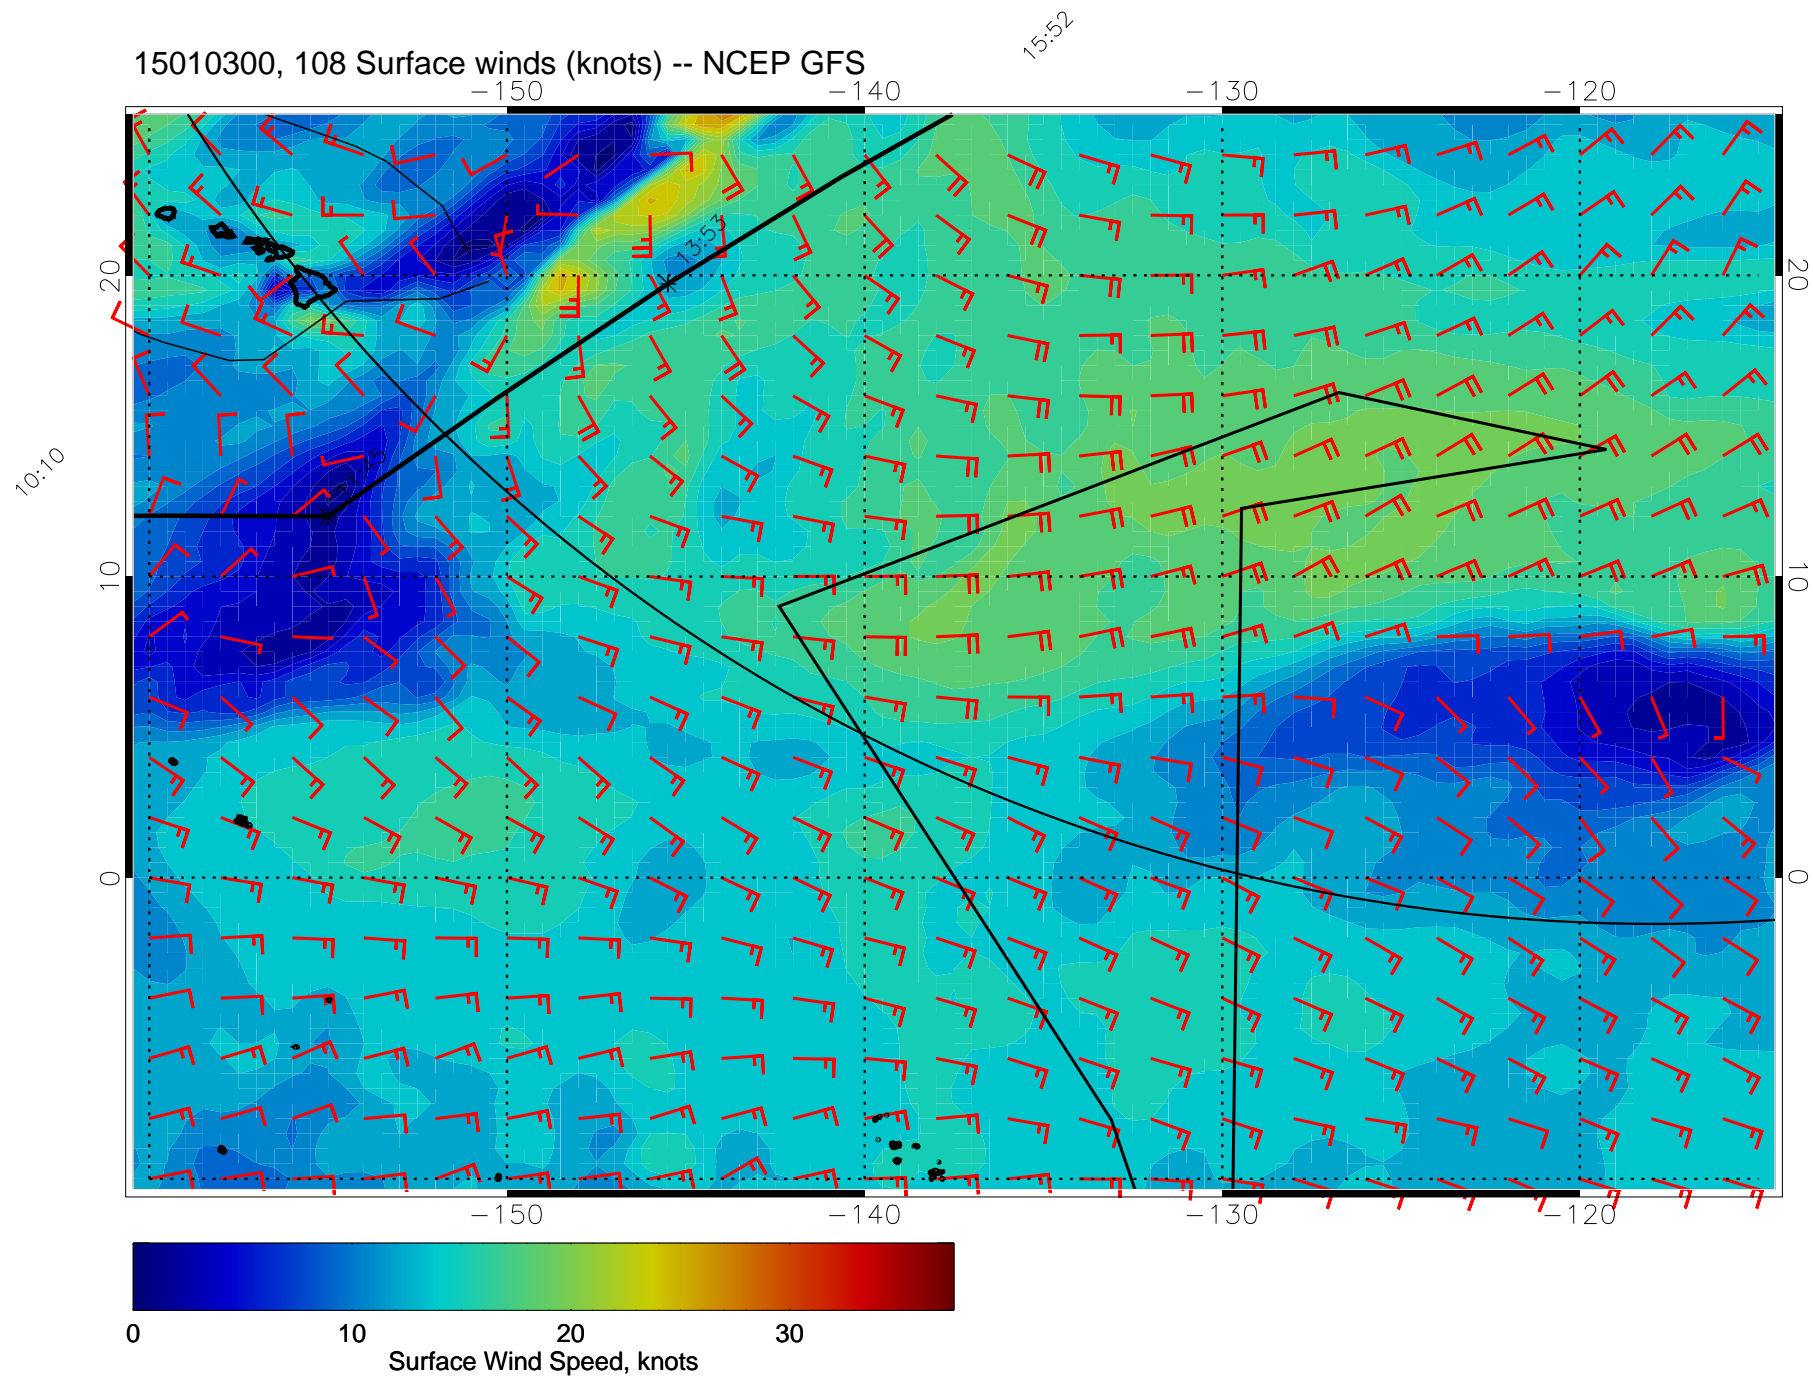 15:52
15010300, 108 Surface winds (knots) -- NCEP GFS
-150 -140 -130 -120
13:53
20 20
10:10
10 10
0 0
-150 -140 -130 -120
0 10 20 30
Surface Wind Speed, knots